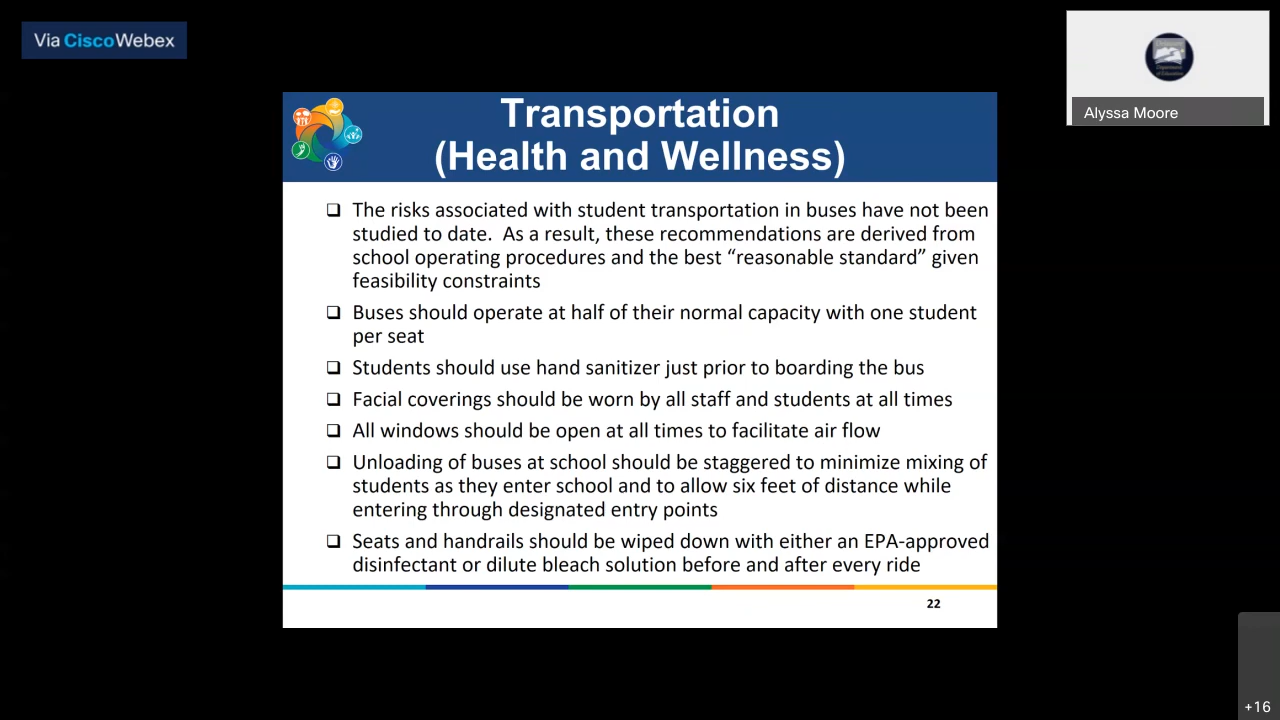 Via Cisco Webex
Alyssa Moore
Transportation
(Health and Wellness)
The risks associated with student transportation in buses have not been
studied to date.  As a result, these recommendations are derived from
school operating procedures and the best “reasonable standard” given
feasibility constraints
Buses should operate at half of their normal capacity with one student
per seat
Students should use hand sanitizer just prior to boarding the bus
Facial coverings should be worn by all staff and students at all times
All windows should be open at all times to facilitate air flow
Unloading of buses at school should be staggered to minimize mixing of
students as they enter school and to allow six feet of distance while
entering through designated entry points
Seats and handrails should be wiped down with either an EPA-approved
disinfectant or dilute bleach solution before and after every ride
22
+16